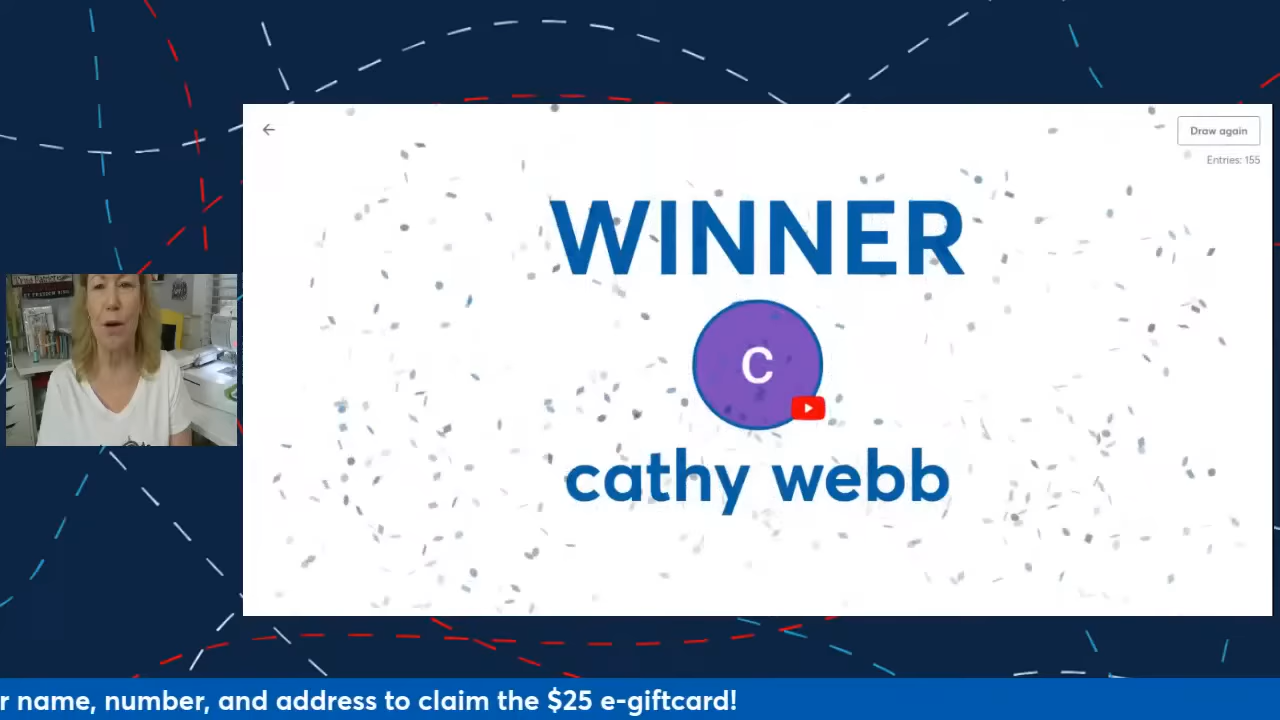 Draw again
Entries: 155
WINNER
C
cathy webb
r name, number, and address to claim the $25 e-giftcard!